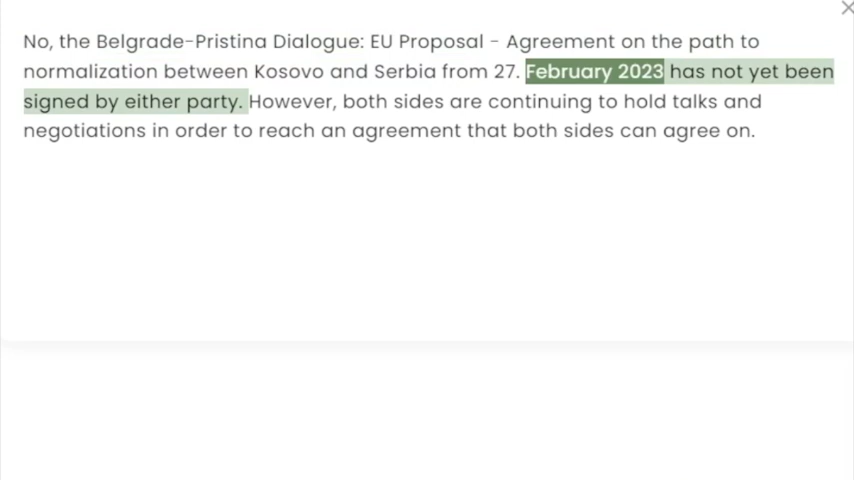 No, the Belgrade-Pristina Dialogue: EU Proposal - Agreement on the path to
normalization between Kosovo and Serbia from 27. February 2023 has not yet been
signed by either party. However, both sides are continuing to hold talks and
negotiations in order to reach an agreement that both sides can agree on.